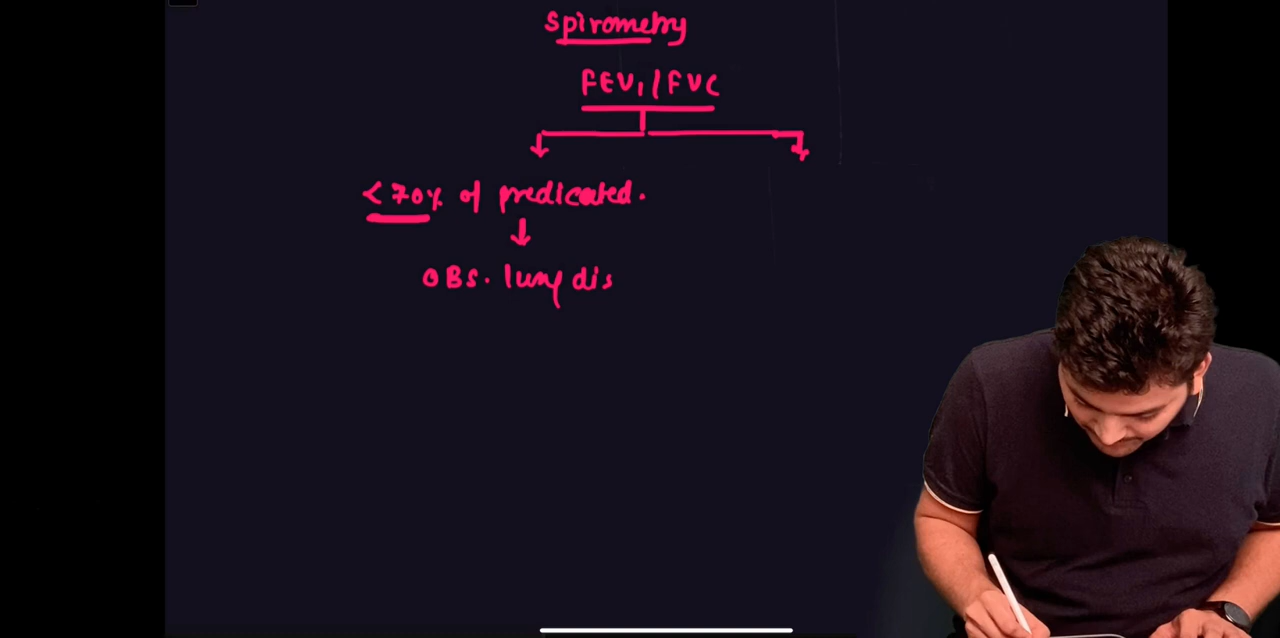 Spirometry
FEV₁/FVC
<70% of predicated.
OBS. lung dis